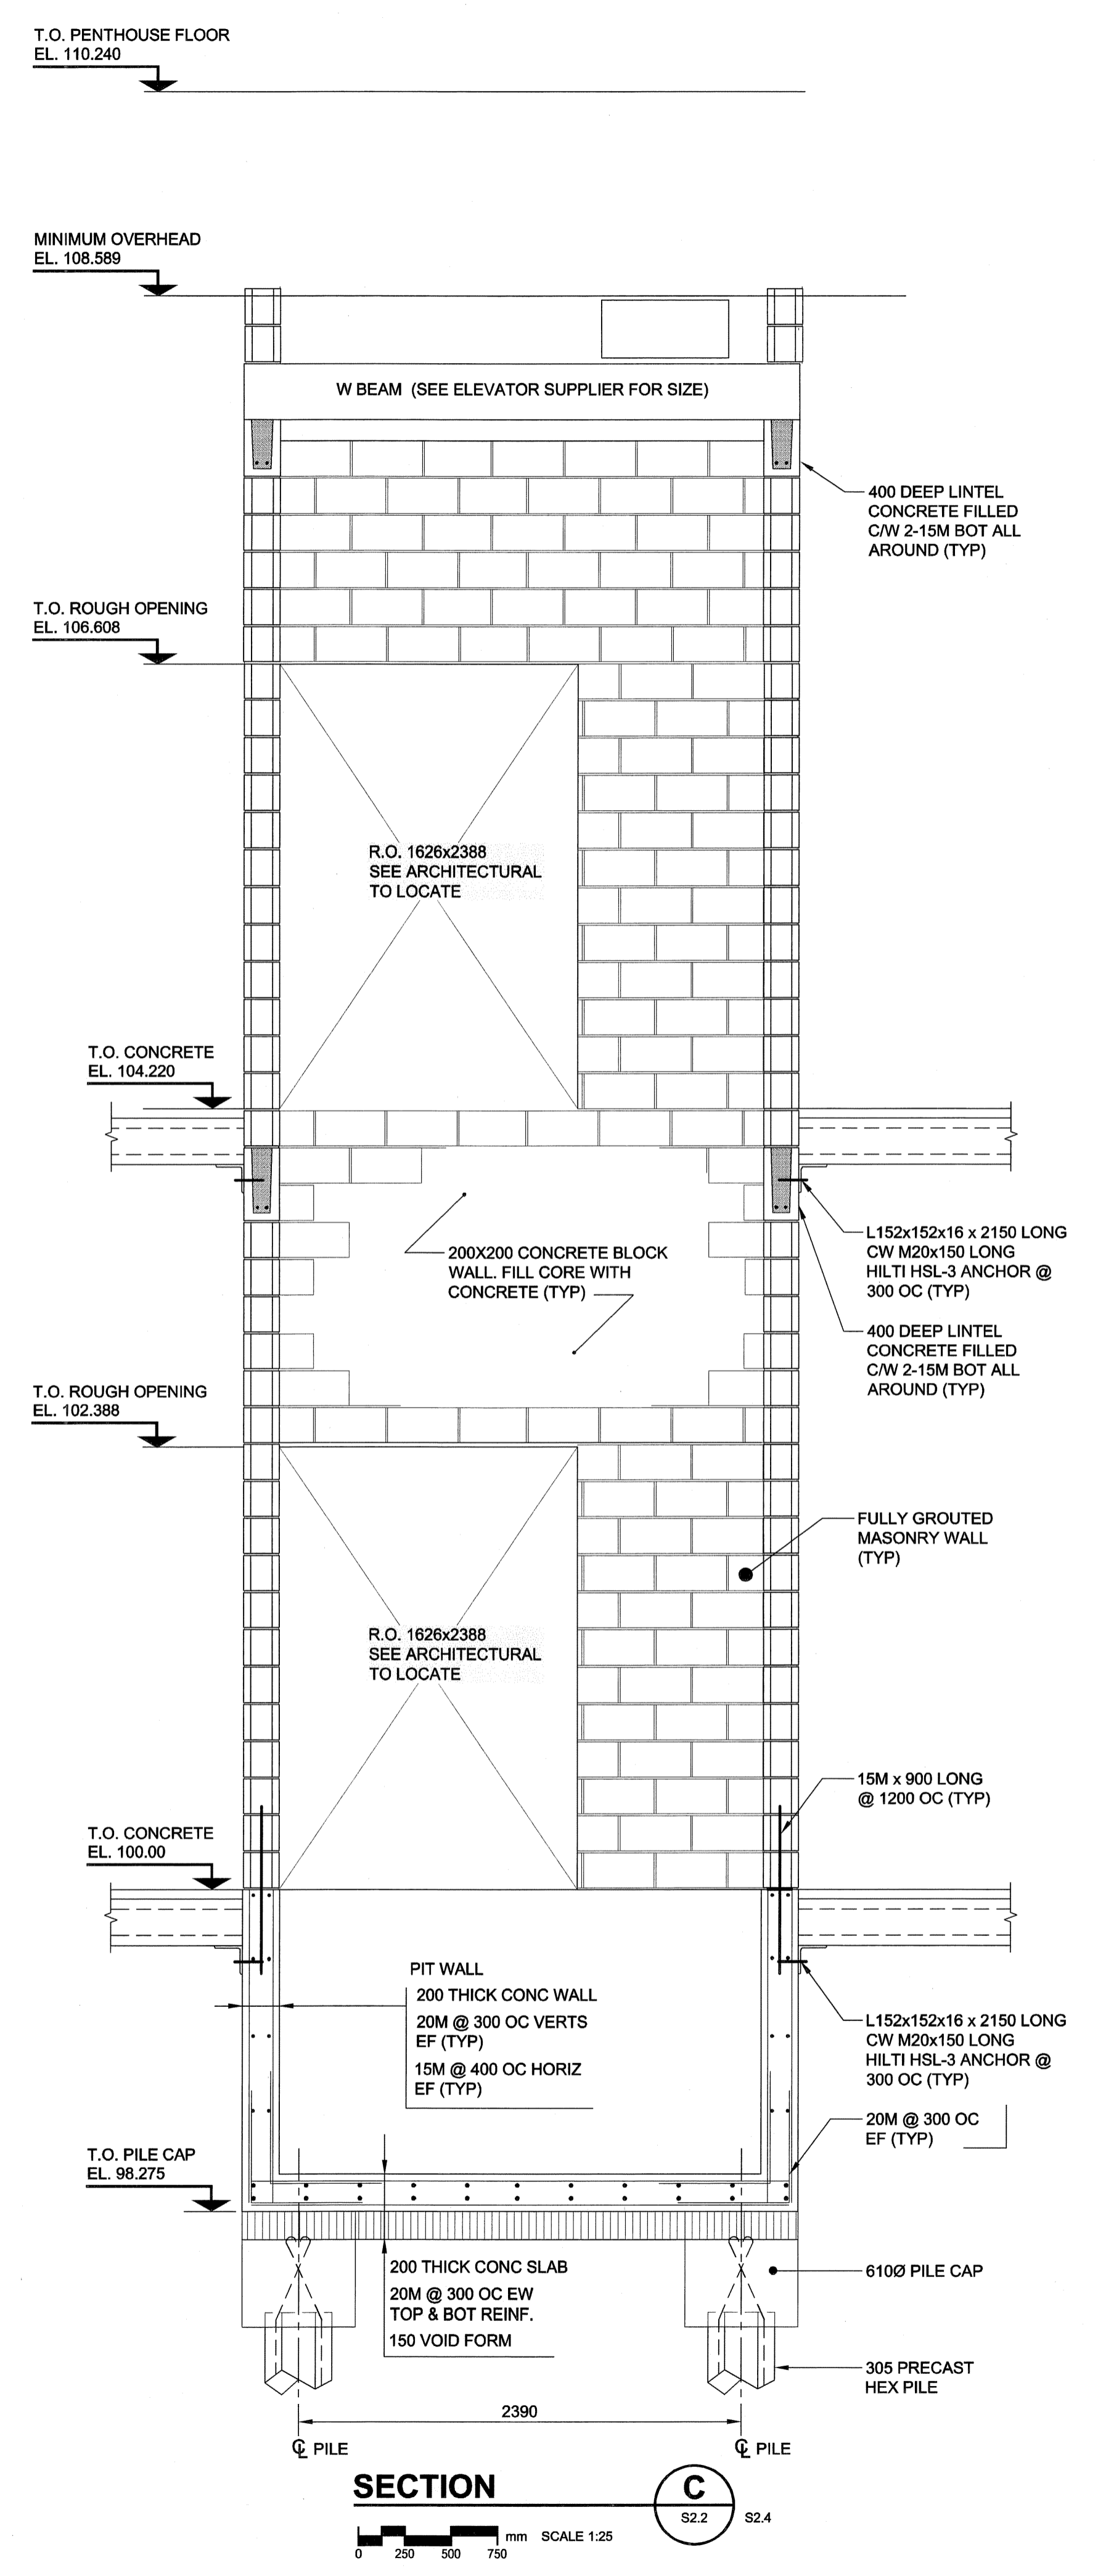 T.O. PENTHOUSE FLOOR
EL. 110.240
MINIMUM OVERHEAD
EL. 108.589
W BEAM (SEE ELEVATOR SUPPLIER FOR SIZE)
400 DEEP LINTEL
CONCRETE FILLED
C/W 2-15M BOT ALL
AROUND (TYP)
T.O. ROUGH OPENING
EL. 106.608
R.O. 1626x2388
SEE ARCHITECTURAL
TO LOCATE
T.O. CONCRETE
EL. 104.220
L152x152x16 x 2150 LONG
CW M20x150 LONG
HILTI HSL-3 ANCHOR @
300 OC (TYP)
200X200 CONCRETE BLOCK
WALL. FILL CORE WITH
CONCRETE (TYP)
400 DEEP LINTEL
CONCRETE FILLED
C/W 2-15M BOT ALL
AROUND (TYP)
T.O. ROUGH OPENING
EL. 102.388
FULLY GROUTED
MASONRY WALL
(TYP)
R.O. 1626x2388
SEE ARCHITECTURAL
TO LOCATE
15M x 900 LONG
@ 1200 OC (TYP)
T.O. CONCRETE
EL. 100.00
PIT WALL
200 THICK CONC WALL
20M @ 300 OC VERTS
EF (TYP)
15M @ 400 OC HORIZ
EF (TYP)
L152x152x16 x 2150 LONG
CW M20x150 LONG
HILTI HSL-3 ANCHOR @
300 OC (TYP)
20M @ 300 OC
EF (TYP)
T.O. PILE CAP
EL. 98.275
200 THICK CONC SLAB
20M @ 300 OC EW
TOP & BOT REINF.
150 VOID FORM
610Ø PILE CAP
305 PRECAST
HEX PILE
2390
℄ PILE
℄ PILE
SECTION
C
S2.2
S2.4
0 250 500 750
mm SCALE 1:25